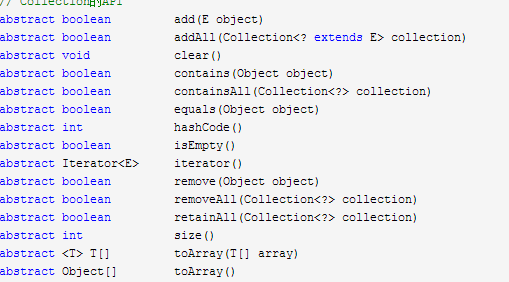 // Collection的API
abstract boolean add(E object)
abstract boolean addAll(Collection<? extends E> collection)
abstract void clear()
abstract boolean contains(Object object)
abstract boolean containsAll(Collection<?> collection)
abstract boolean equals(Object object)
abstract int hashCode()
abstract boolean isEmpty()
abstract Iterator<E> iterator()
abstract boolean remove(Object object)
abstract boolean removeAll(Collection<?> collection)
abstract boolean retainAll(Collection<?> collection)
abstract int size()
abstract <T> T[] toArray(T[] array)
abstract Object[] toArray()